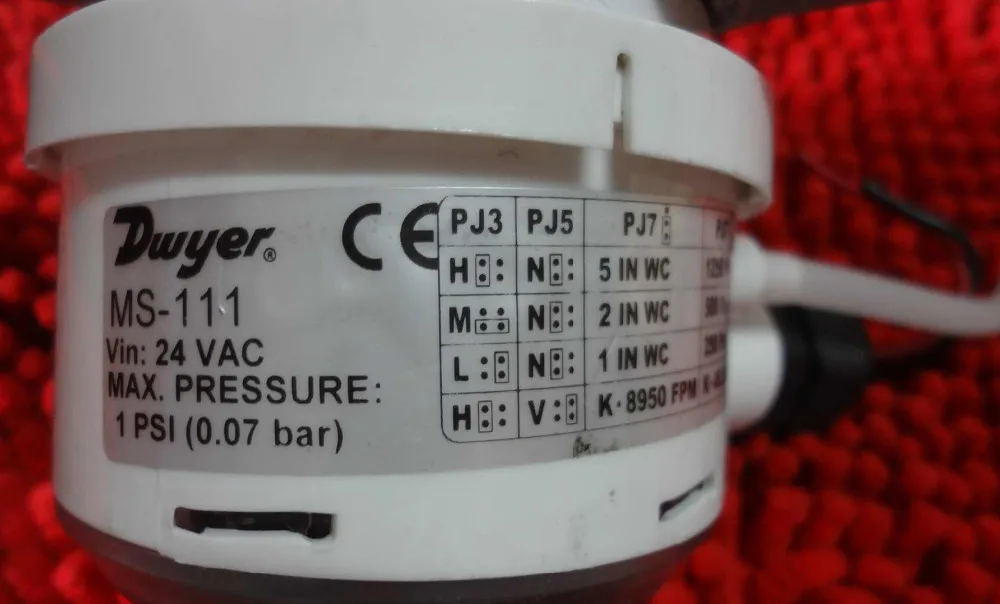 Dwyer®
CE
MS-111
Vin: 24 VAC
MAX. PRESSURE:
1 PSI (0.07 bar)
PJ3 PJ5 PJ7
H N 5 IN WC
M N 2 IN WC
L N 1 IN WC
H V K·8950 FPM